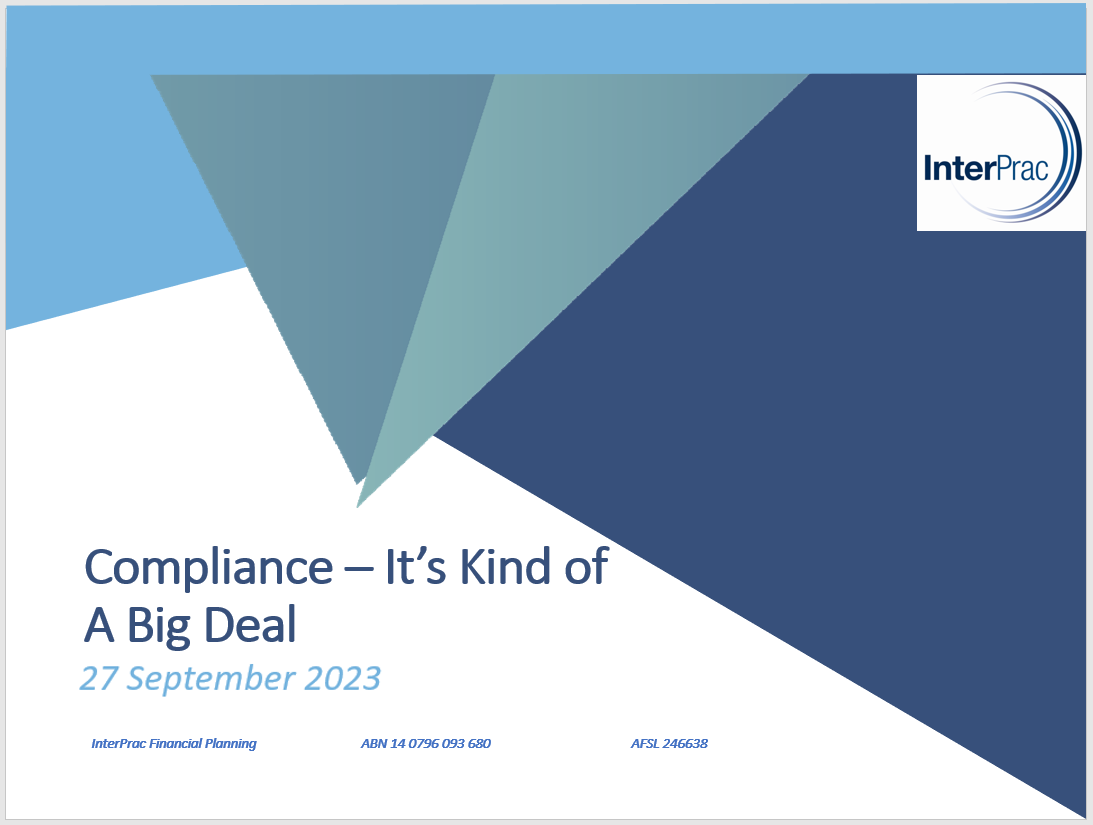 InterPrac
Compliance – It's Kind of
A Big Deal
27 September 2023
InterPrac Financial Planning ABN 14 0796 093 680 AFSL 246638